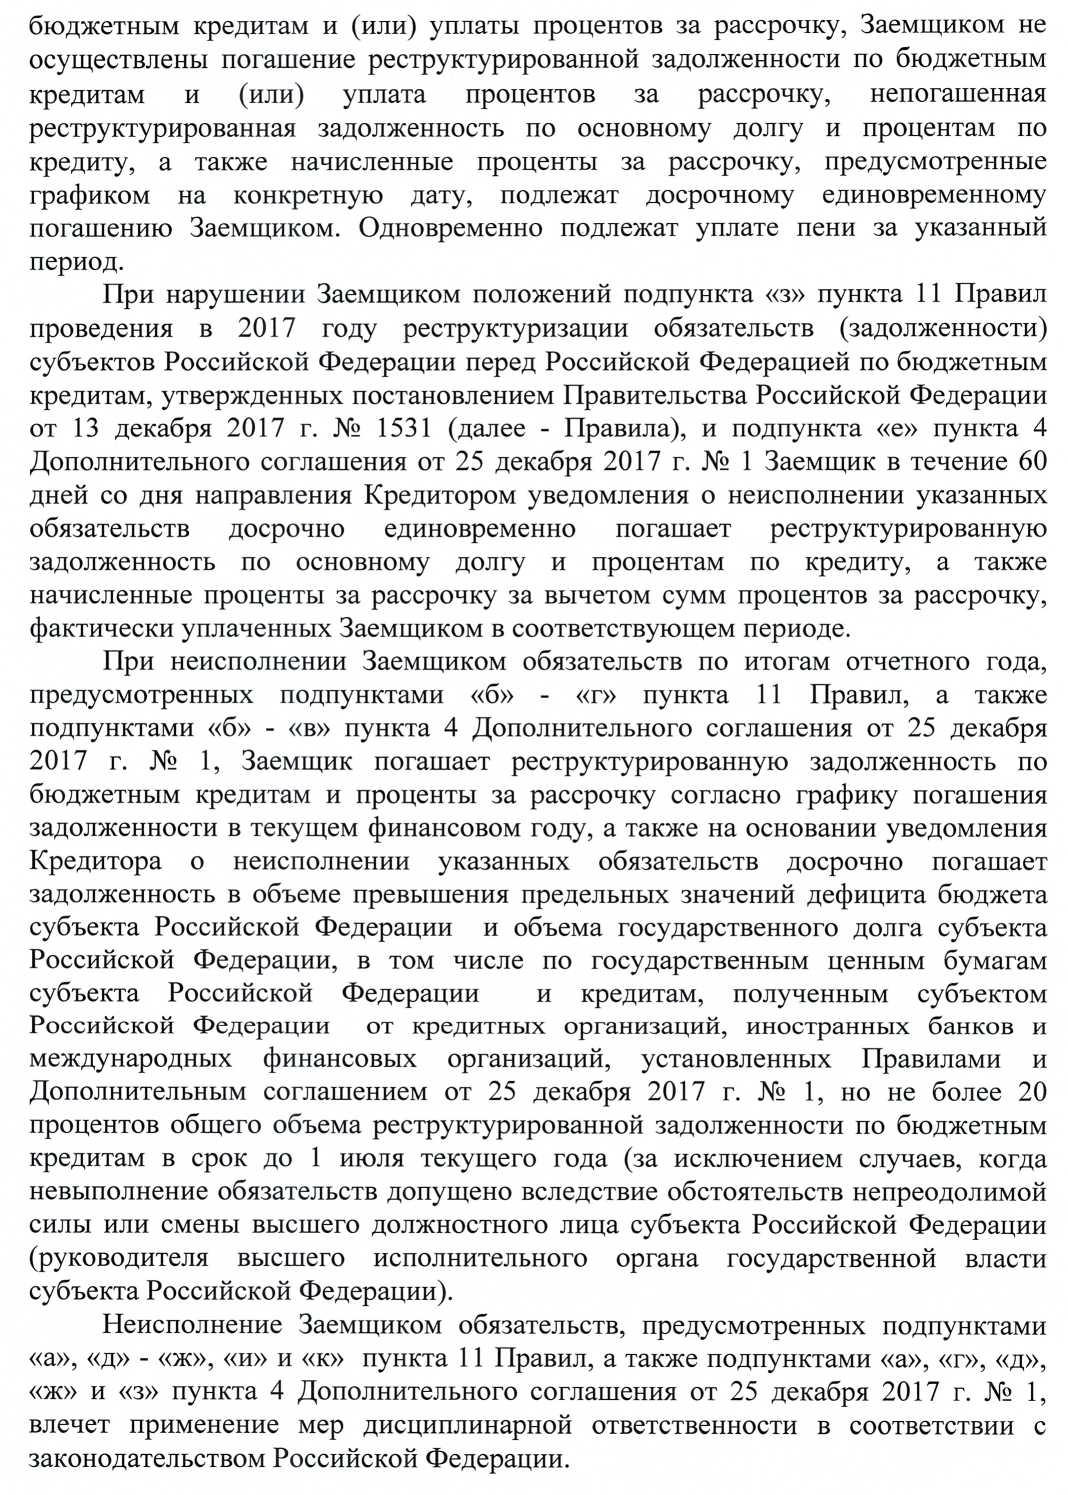 бюджетным кредитам и (или) уплаты процентов за рассрочку, Заемщиком не
осуществлены погашение реструктурированной задолженности по бюджетным
кредитам и (или) уплата процентов за рассрочку, непогашенная
реструктурированная задолженность по основному долгу и процентам по
кредиту, а также начисленные проценты за рассрочку, предусмотренные
графиком на конкретную дату, подлежат досрочному единовременному
погашению Заемщиком. Одновременно подлежат уплате пени за указанный
период.
При нарушении Заемщиком положений подпункта «з» пункта 11 Правил
проведения в 2017 году реструктуризации обязательств (задолженности)
субъектов Российской Федерации перед Российской Федерацией по бюджетным
кредитам, утвержденных постановлением Правительства Российской Федерации
от 13 декабря 2017 г. № 1531 (далее - Правила), и подпункта «е» пункта 4
Дополнительного соглашения от 25 декабря 2017 г. № 1 Заемщик в течение 60
дней со дня направления Кредитором уведомления о неисполнении указанных
обязательств досрочно единовременно погашает реструктурированную
задолженность по основному долгу и процентам по кредиту, а также
начисленные проценты за рассрочку за вычетом сумм процентов за рассрочку,
фактически уплаченных Заемщиком в соответствующем периоде.
При неисполнении Заемщиком обязательств по итогам отчетного года,
предусмотренных подпунктами «б» - «г» пункта 11 Правил, а также
подпунктами «б» - «в» пункта 4 Дополнительного соглашения от 25 декабря
2017 г. № 1, Заемщик погашает реструктурированную задолженность по
бюджетным кредитам и проценты за рассрочку согласно графику погашения
задолженности в текущем финансовом году, а также на основании уведомления
Кредитора о неисполнении указанных обязательств досрочно погашает
задолженность в объеме превышения предельных значений дефицита бюджета
субъекта Российской Федерации и объема государственного долга субъекта
Российской Федерации, в том числе по государственным ценным бумагам
субъекта Российской Федерации и кредитам, полученным субъектом
Российской Федерации от кредитных организаций, иностранных банков и
международных финансовых организаций, установленных Правилами и
Дополнительным соглашением от 25 декабря 2017 г. № 1, но не более 20
процентов общего объема реструктурированной задолженности по бюджетным
кредитам в срок до 1 июля текущего года (за исключением случаев, когда
невыполнение обязательств допущено вследствие обстоятельств непреодолимой
силы или смены высшего должностного лица субъекта Российской Федерации
(руководителя высшего исполнительного органа государственной власти
субъекта Российской Федерации).
Неисполнение Заемщиком обязательств, предусмотренных подпунктами
«а», «д» - «ж», «и» и «к» пункта 11 Правил, а также подпунктами «а», «г», «д»,
«ж» и «з» пункта 4 Дополнительного соглашения от 25 декабря 2017 г. № 1,
влечет применение мер дисциплинарной ответственности в соответствии с
законодательством Российской Федерации.